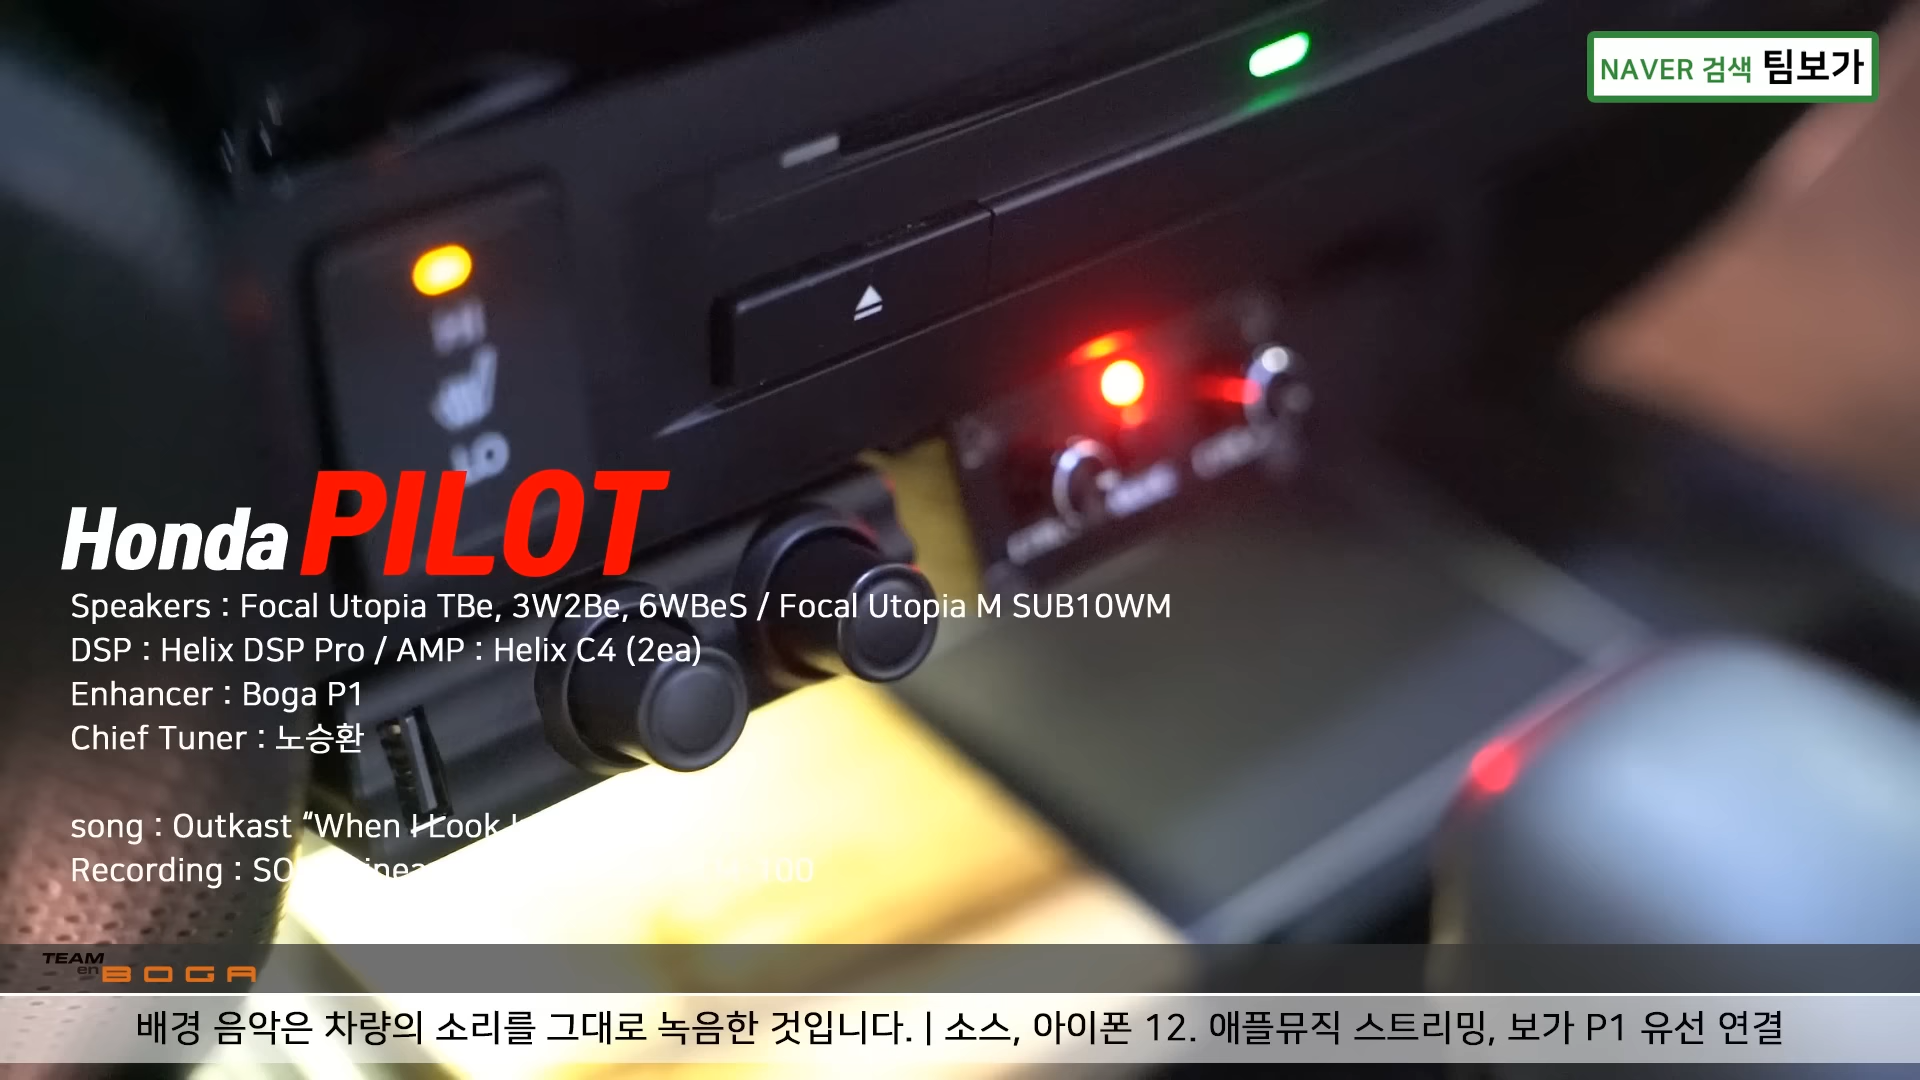 NAVER 검색 팀보가
Honda PILOT
Speakers : Focal Utopia TBe, 3W2Be, 6WBeS / Focal Utopia M SUB10WM
DSP : Helix DSP Pro / AMP : Helix C4 (2ea)
Enhancer : Boga P1
Chief Tuner : 노승환
song : Outkast “When I Look
Recording : 100
TEAM en BOGA
배경 음악은 차량의 소리를 그대로 녹음한 것입니다. | 소스, 아이폰 12. 애플뮤직 스트리밍, 보가 P1 유선 연결